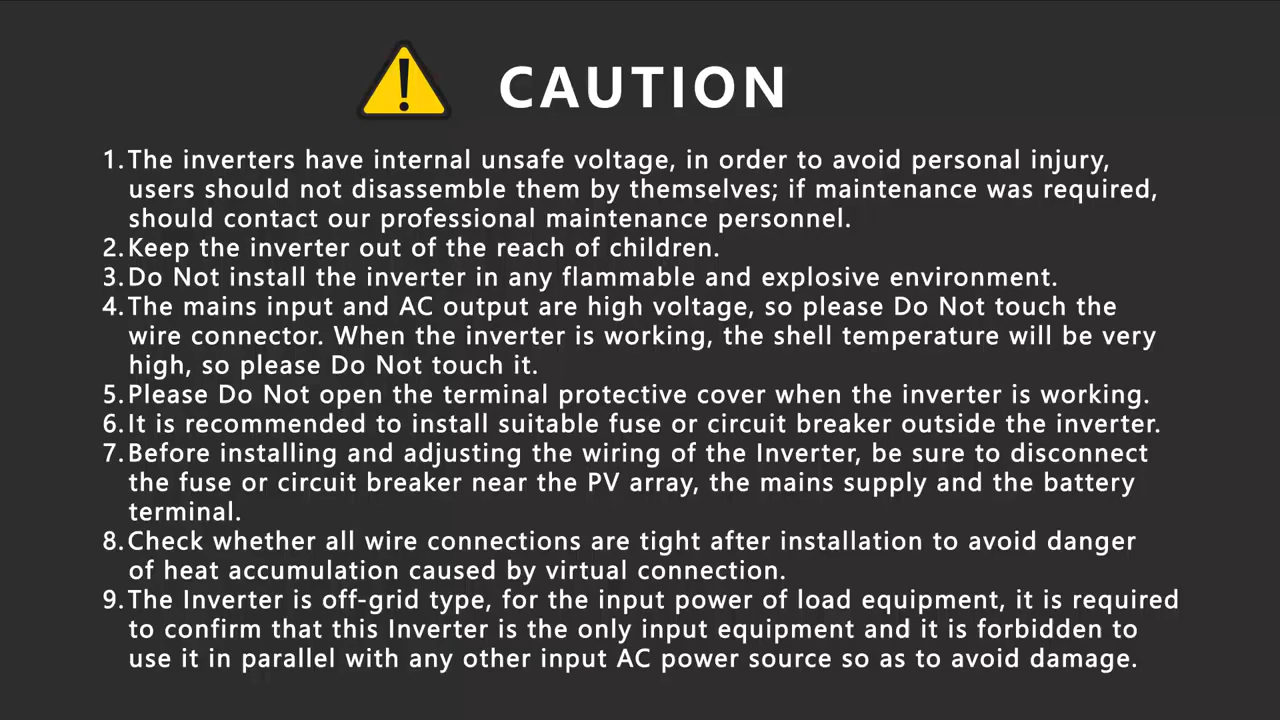 CAUTION
1.The inverters have internal unsafe voltage, in order to avoid personal injury,
users should not disassemble them by themselves; if maintenance was required,
should contact our professional maintenance personnel.
2.Keep the inverter out of the reach of children.
3.Do Not install the inverter in any flammable and explosive environment.
4.The mains input and AC output are high voltage, so please Do Not touch the
wire connector. When the inverter is working, the shell temperature will be very
high, so please Do Not touch it.
5.Please Do Not open the terminal protective cover when the inverter is working.
6.It is recommended to install suitable fuse or circuit breaker outside the inverter.
7.Before installing and adjusting the wiring of the Inverter, be sure to disconnect
the fuse or circuit breaker near the PV array, the mains supply and the battery
terminal.
8.Check whether all wire connections are tight after installation to avoid danger
of heat accumulation caused by virtual connection.
9.The Inverter is off-grid type, for the input power of load equipment, it is required
to confirm that this Inverter is the only input equipment and it is forbidden to
use it in parallel with any other input AC power source so as to avoid damage.